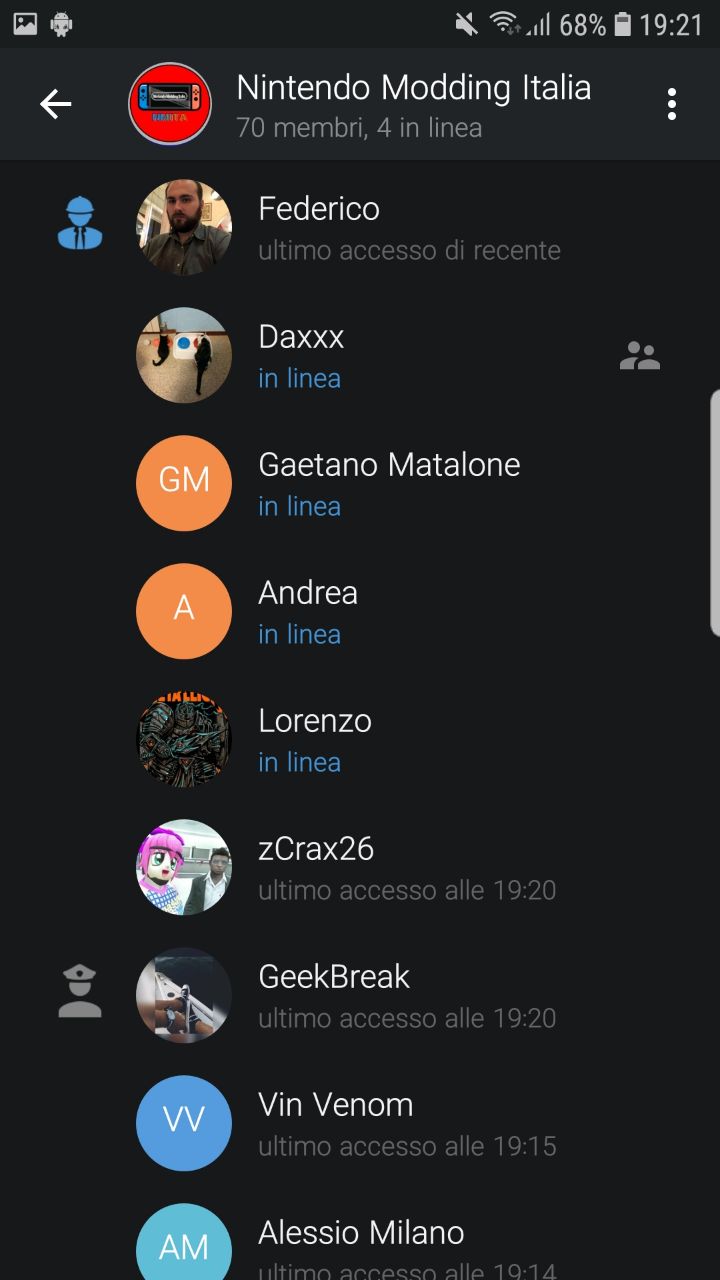 68% 19:21
Nintendo Modding Italia
70 membri, 4 in linea
Federico
ultimo accesso di recente
Daxxx
in linea
GM
Gaetano Matalone
in linea
A
Andrea
in linea
Lorenzo
in linea
zCrax26
ultimo accesso alle 19:20
GeekBreak
ultimo accesso alle 19:20
VV
Vin Venom
ultimo accesso alle 19:15
AM
Alessio Milano
ultimo accesso alle 19:14